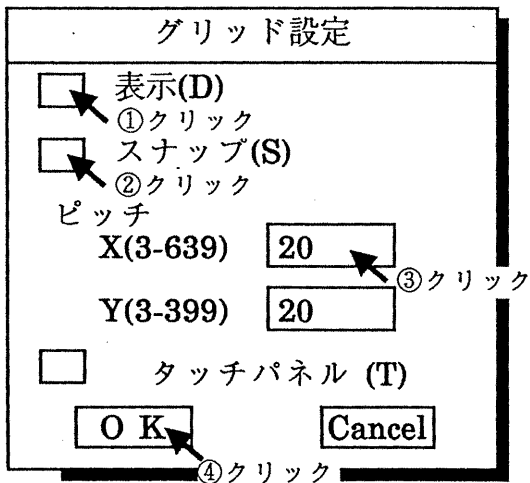 グリッド設定
表示(D)
①クリック
スナップ(S)
②クリック
ピッチ
X(3-639) 20
③クリック
Y(3-399) 20
タッチパネル (T)
O K Cancel
④クリック